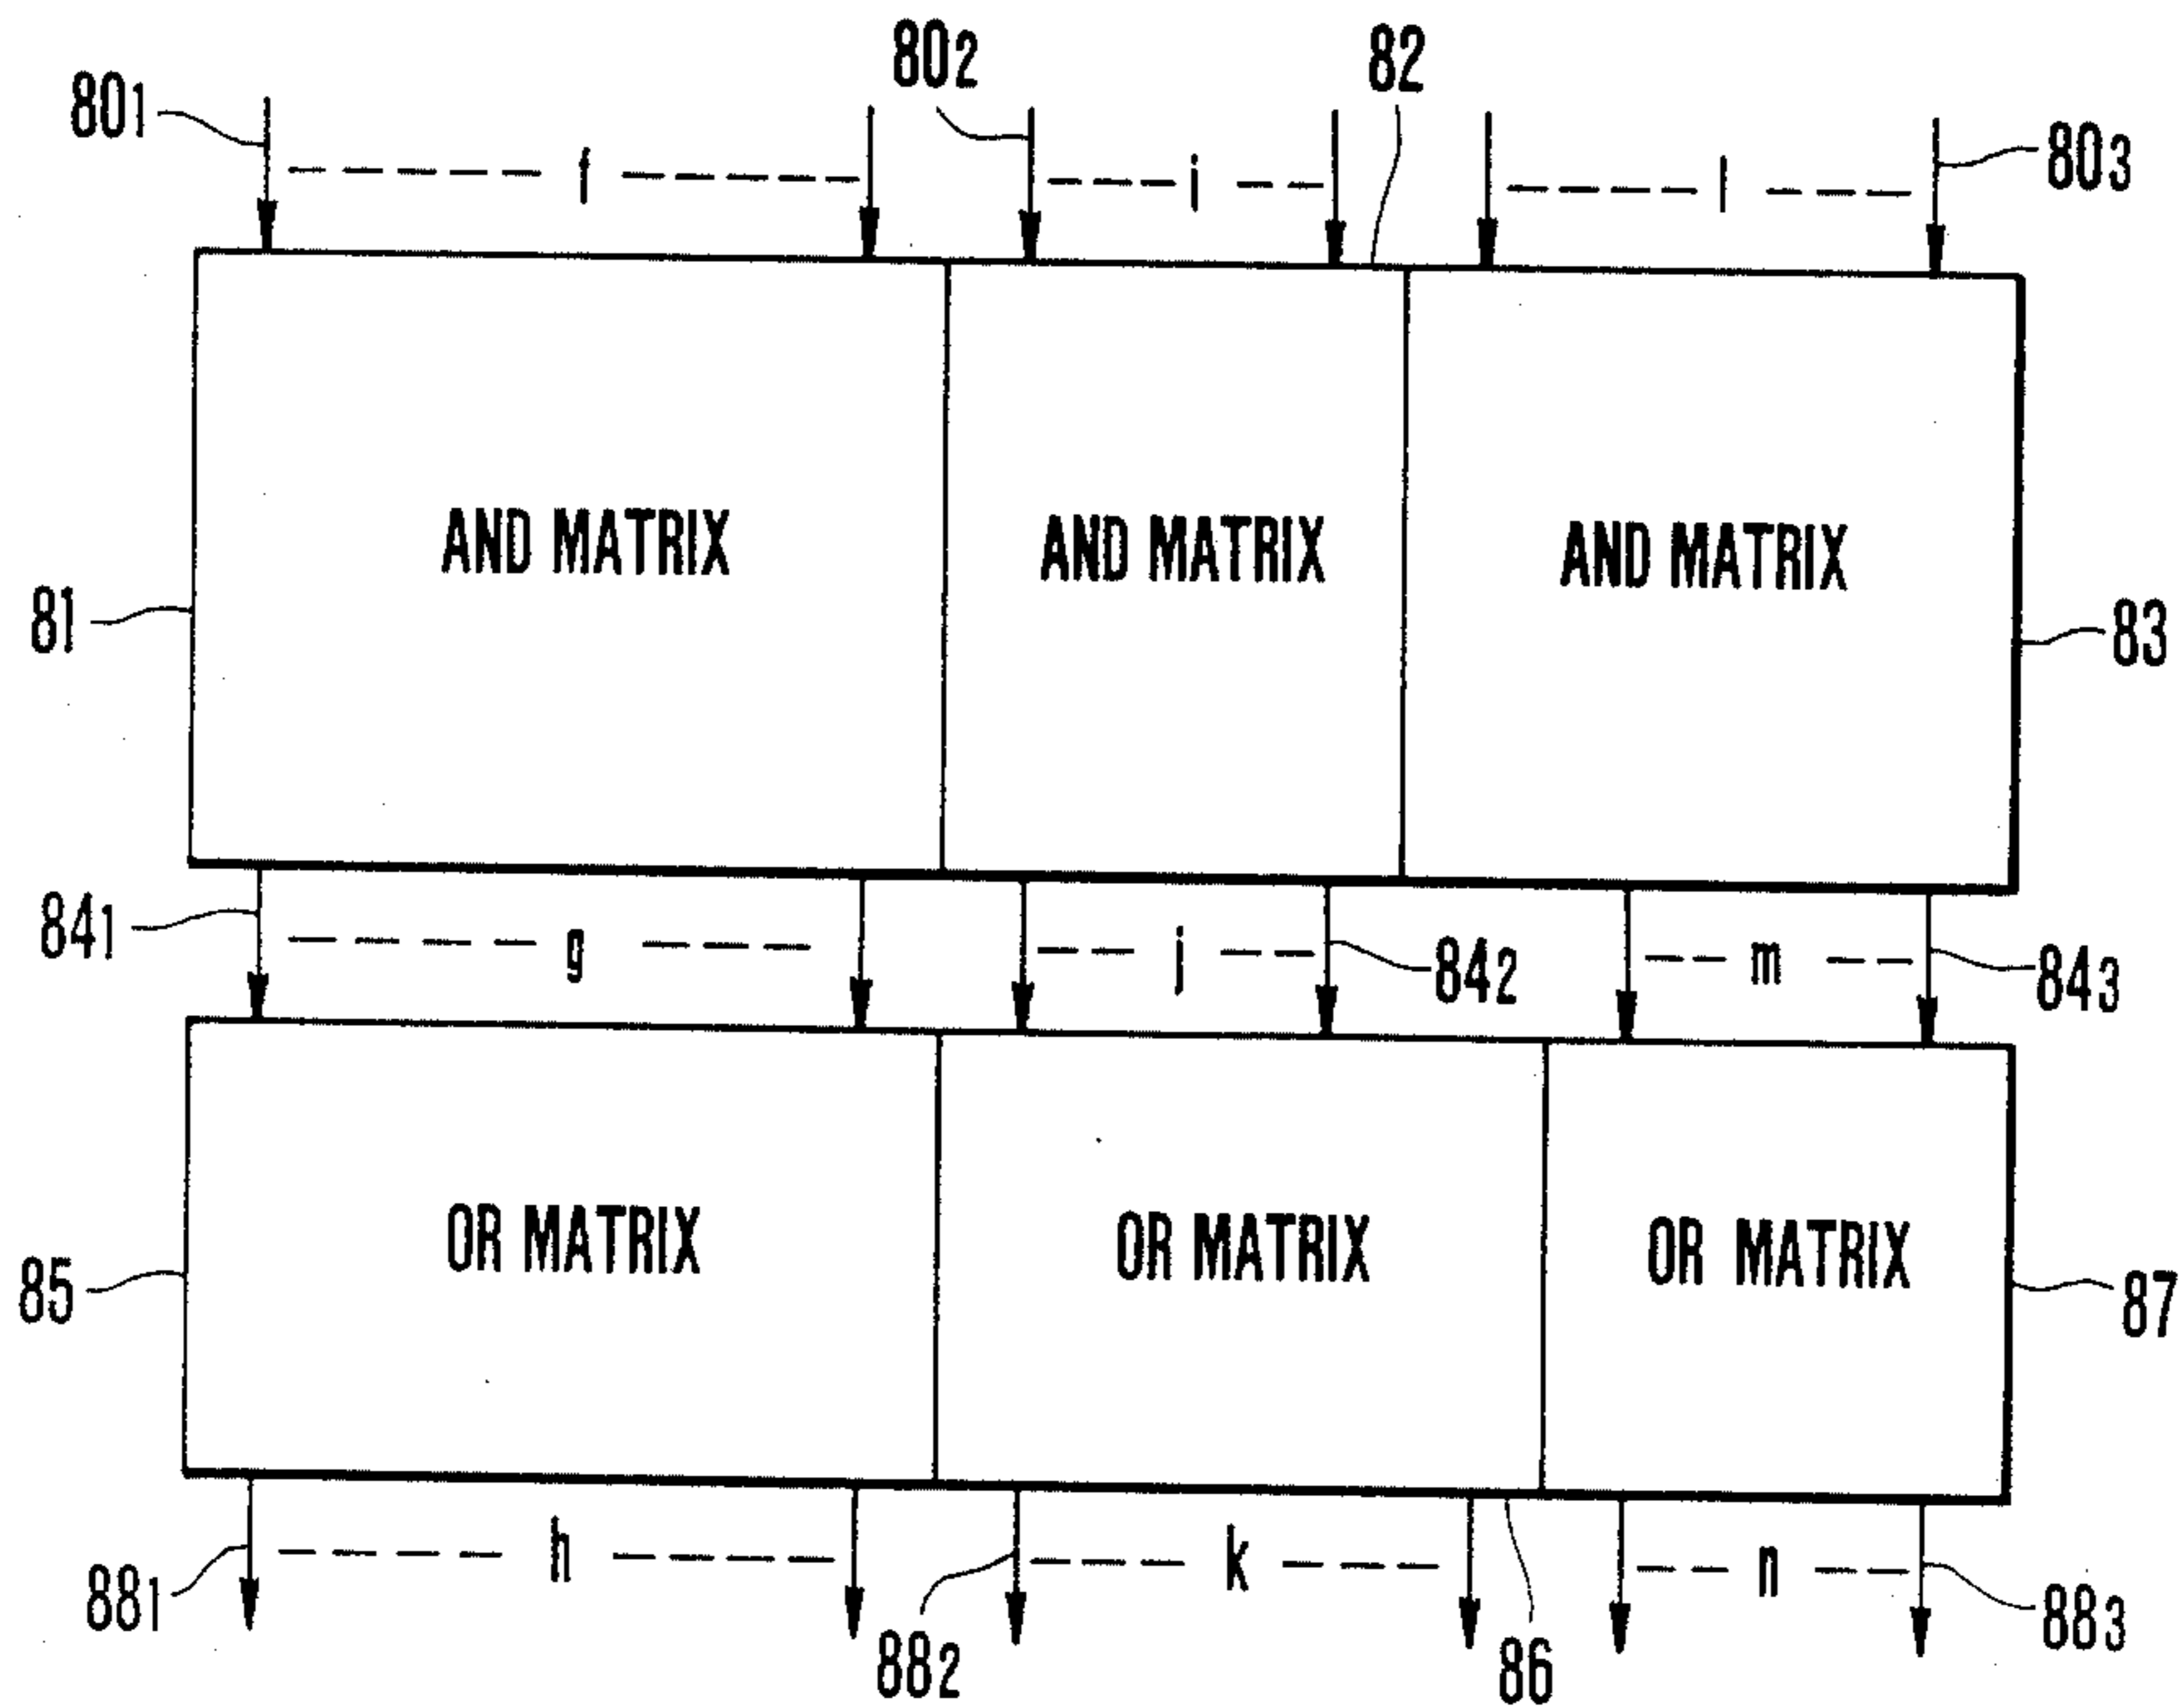 80₁
80₂
82
80₃
f
i
l
AND MATRIX
AND MATRIX
AND MATRIX
81
83
84₁
g
j
84₂
m
84₃
OR MATRIX
OR MATRIX
OR MATRIX
85
87
88₁
h
88₂
k
86
n
88₃